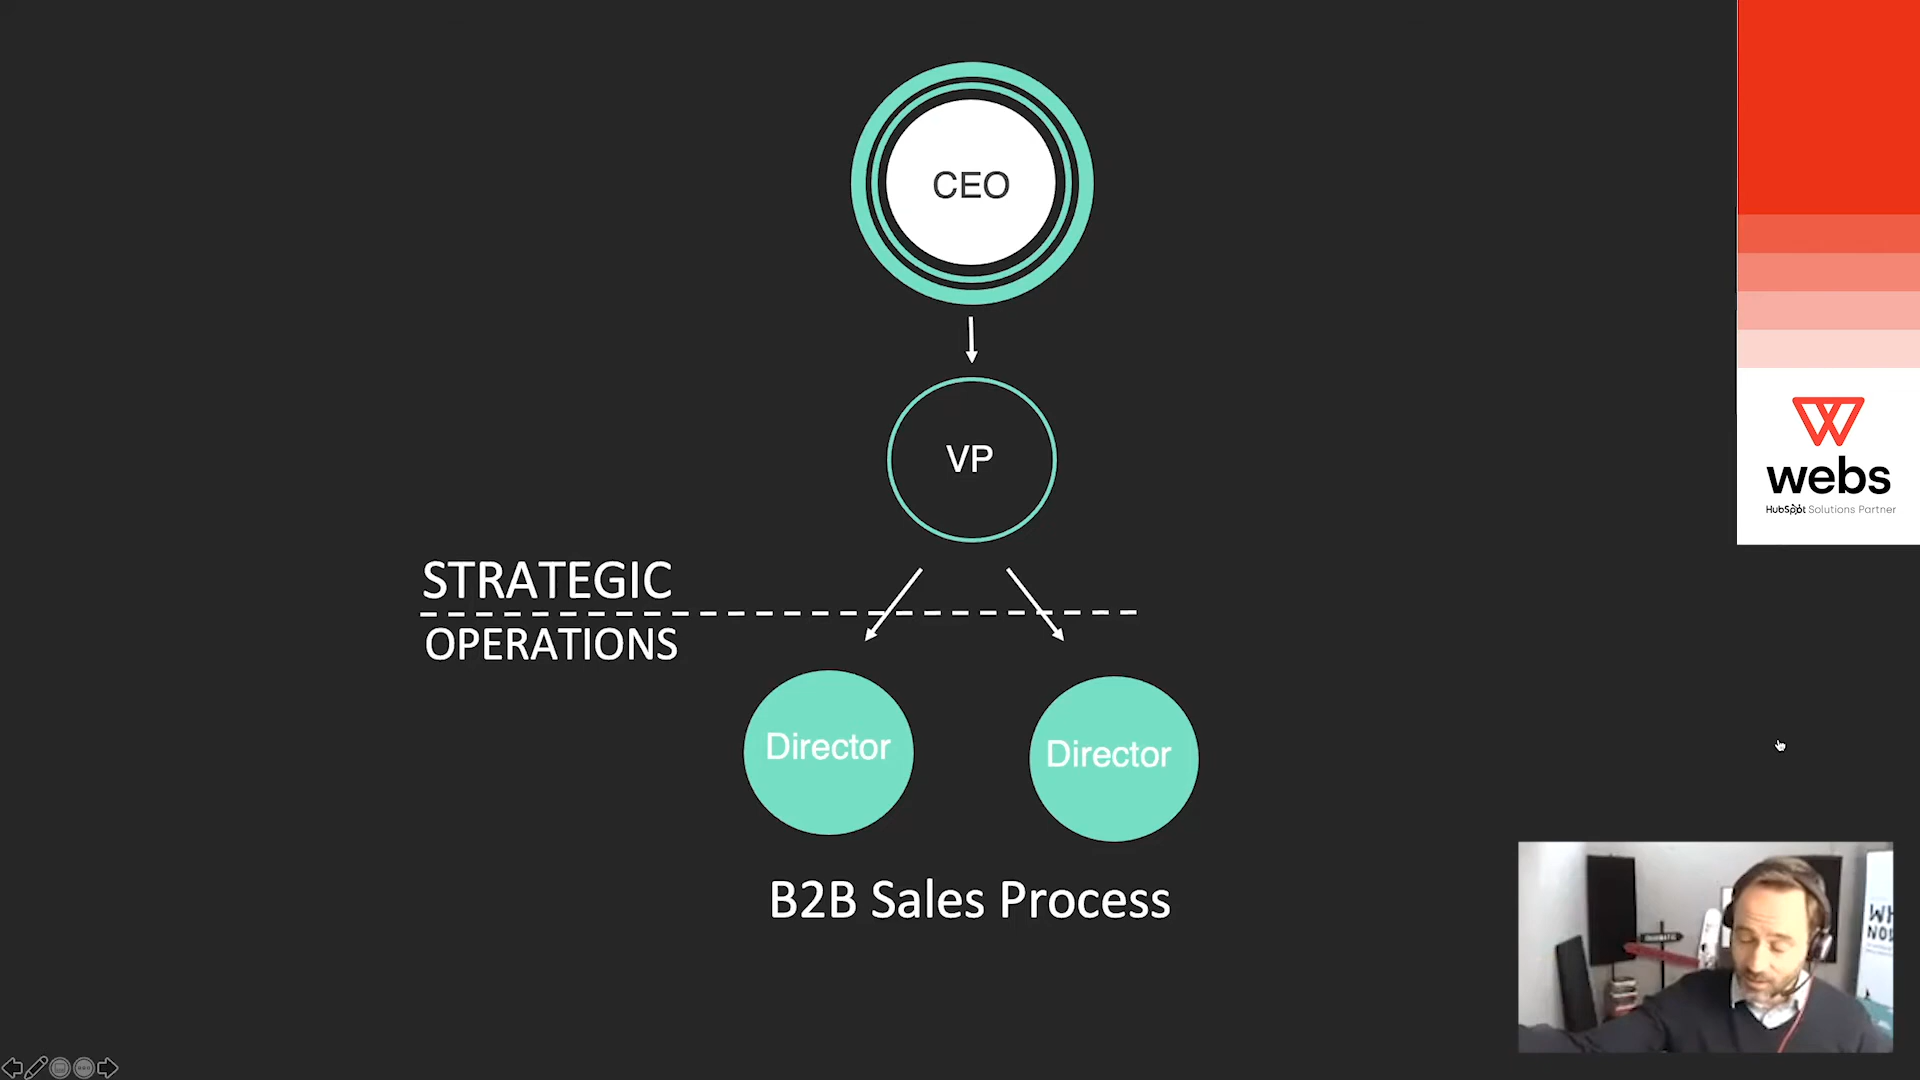 CEO
VP
STRATEGIC
OPERATIONS
Director
Director
B2B Sales Process
webs
HubSpot Solutions Partner